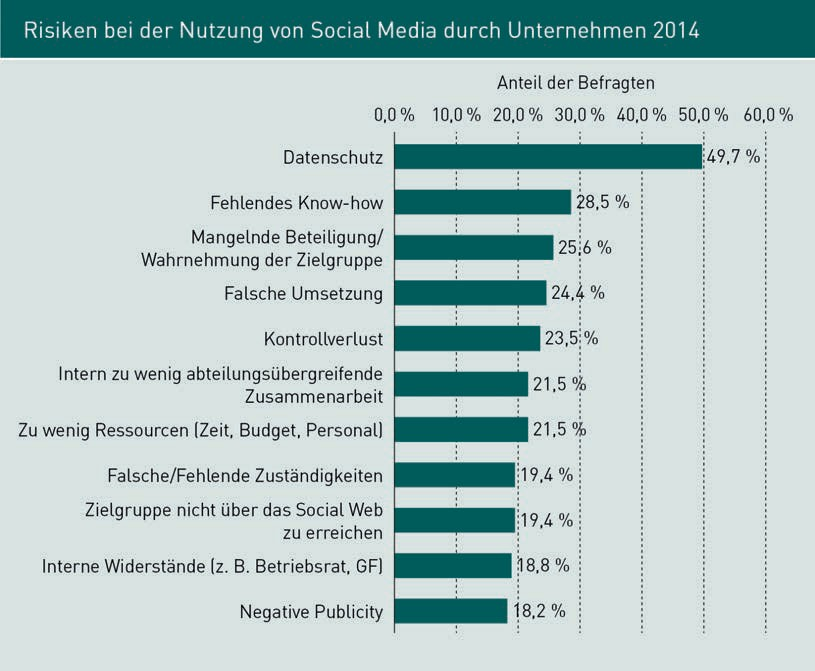 Risiken bei der Nutzung von Social Media durch Unternehmen 2014
Anteil der Befragten
0,0 % 10,0 % 20,0 % 30,0 % 40,0 % 50,0 % 60,0 %
Datenschutz 49,7 %
Fehlendes Know-how 28,5 %
Mangelnde Beteiligung/
Wahrnehmung der Zielgruppe 25,6 %
Falsche Umsetzung 24,4 %
Kontrollverlust 23,5 %
Intern zu wenig abteilungsübergreifende
Zusammenarbeit 21,5 %
Zu wenig Ressourcen (Zeit, Budget, Personal) 21,5 %
Falsche/Fehlende Zuständigkeiten 19,4 %
Zielgruppe nicht über das Social Web
zu erreichen 19,4 %
Interne Widerstände (z. B. Betriebsrat, GF) 18,8 %
Negative Publicity 18,2 %